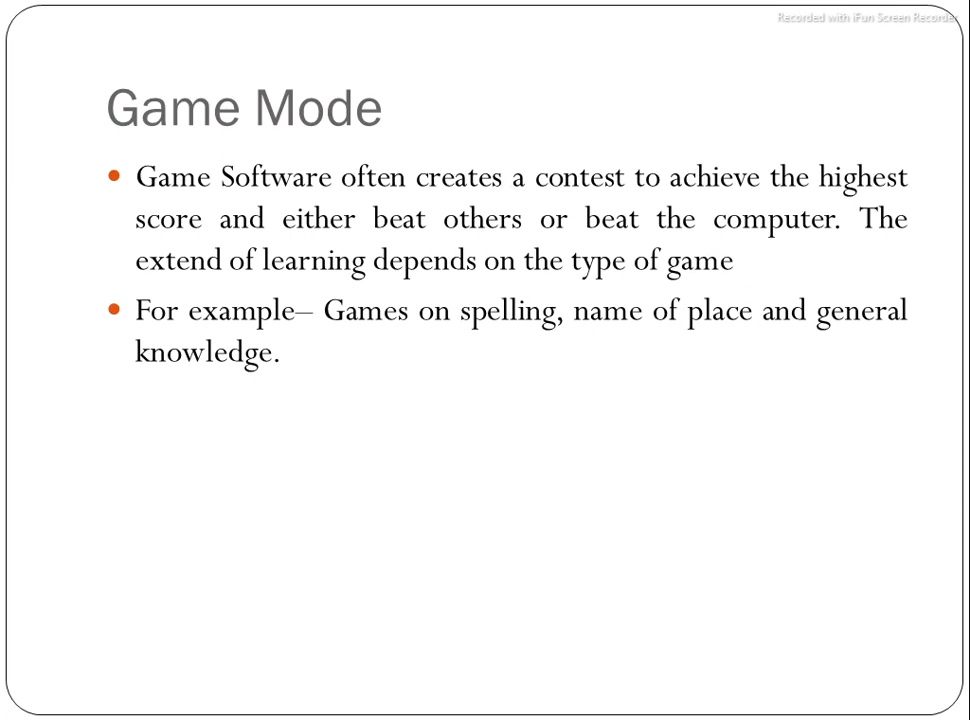 Recorded with iFun Screen Recorder
Game Mode
• Game Software often creates a contest to achieve the highest
score and either beat others or beat the computer. The
extend of learning depends on the type of game
• For example– Games on spelling, name of place and general
knowledge.